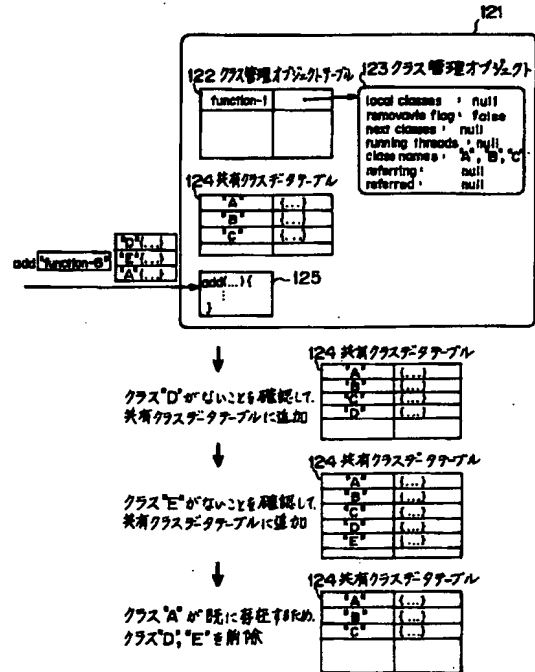 121
122 クラス管理オブジェクトテーブル
function-1
123 クラス管理オブジェクト
local classes : null
removavle flag : false
next classes : null
running threads : null
class names : "A", "B", "C"
referring : null
referred : null
124 共有クラスデータテーブル
"A" {...}
"B" {...}
"C" {...}
add "function-6"
"D" {...}
"E" {...}
"A" {...}
add(...) {
}
125
クラス"D"がないことを確認して、
共有クラスデータテーブルに追加
124 共有クラスデータテーブル
"A" {...}
"B" {...}
"C" {...}
"D" {...}
クラス"E"がないことを確認して、
共有クラスデータテーブルに追加
124 共有クラスデータテーブル
"A" {...}
"B" {...}
"C" {...}
"D" {...}
"E" {...}
クラス"A"が既に存在するため、
クラス"D","E"を削除
124 共有クラスデータテーブル
"A" {...}
"B" {...}
"C" {...}